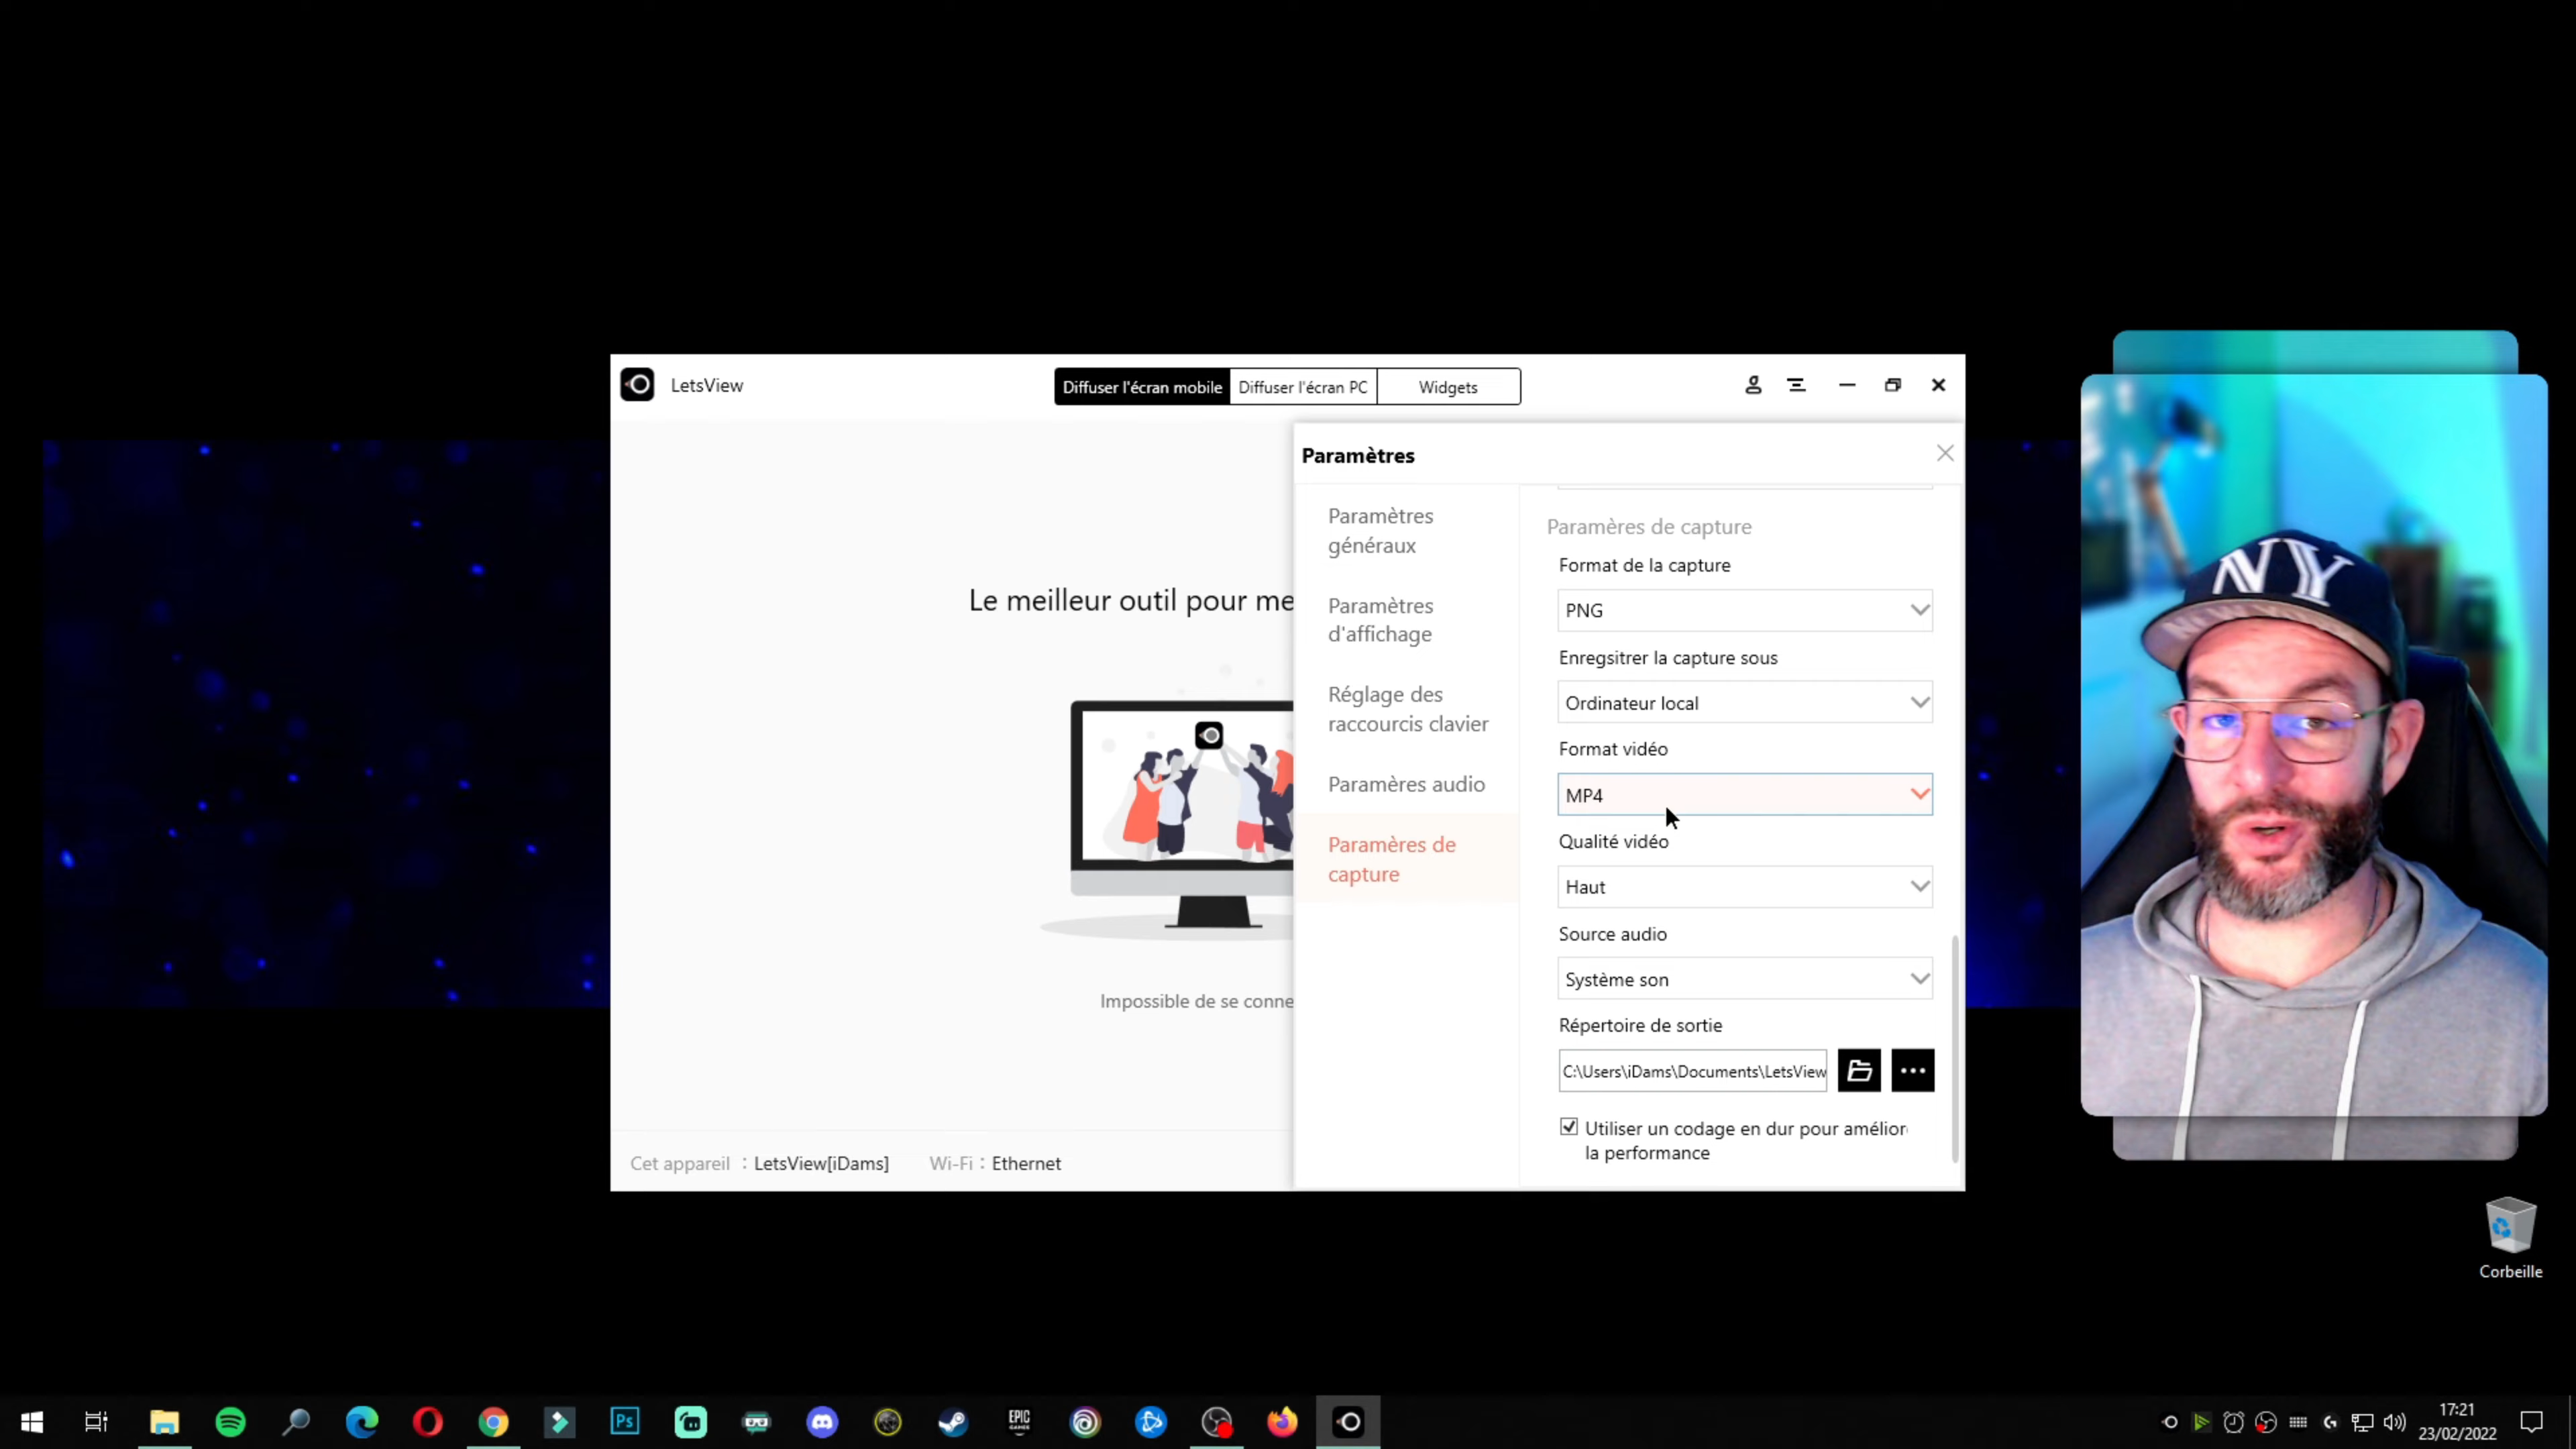 LetsView
Diffuser l'écran mobile
Diffuser l'écran PC
Widgets
Paramètres
Paramètres
généraux
Paramètres
d'affichage
Réglage des
raccourcis clavier
Paramères audio
Paramères de
capture
Paramères de capture
Format de la capture
PNG
Enregsitrer la capture sous
Ordinateur local
Format vidéo
MP4
Qualité vidéo
Haut
Source audio
Système son
Répertoire de sortie
C:\Users\iDams\Documents\LetsView
Utiliser un codage en dur pour amélior
la performance
Le meilleur outil pour me
Impossible de se conne
Cet appareil : LetsView[iDams]
Wi-Fi : Ethernet
NY
Corbeille
Ps
EPIC
GAMES
17:21
23/02/2022